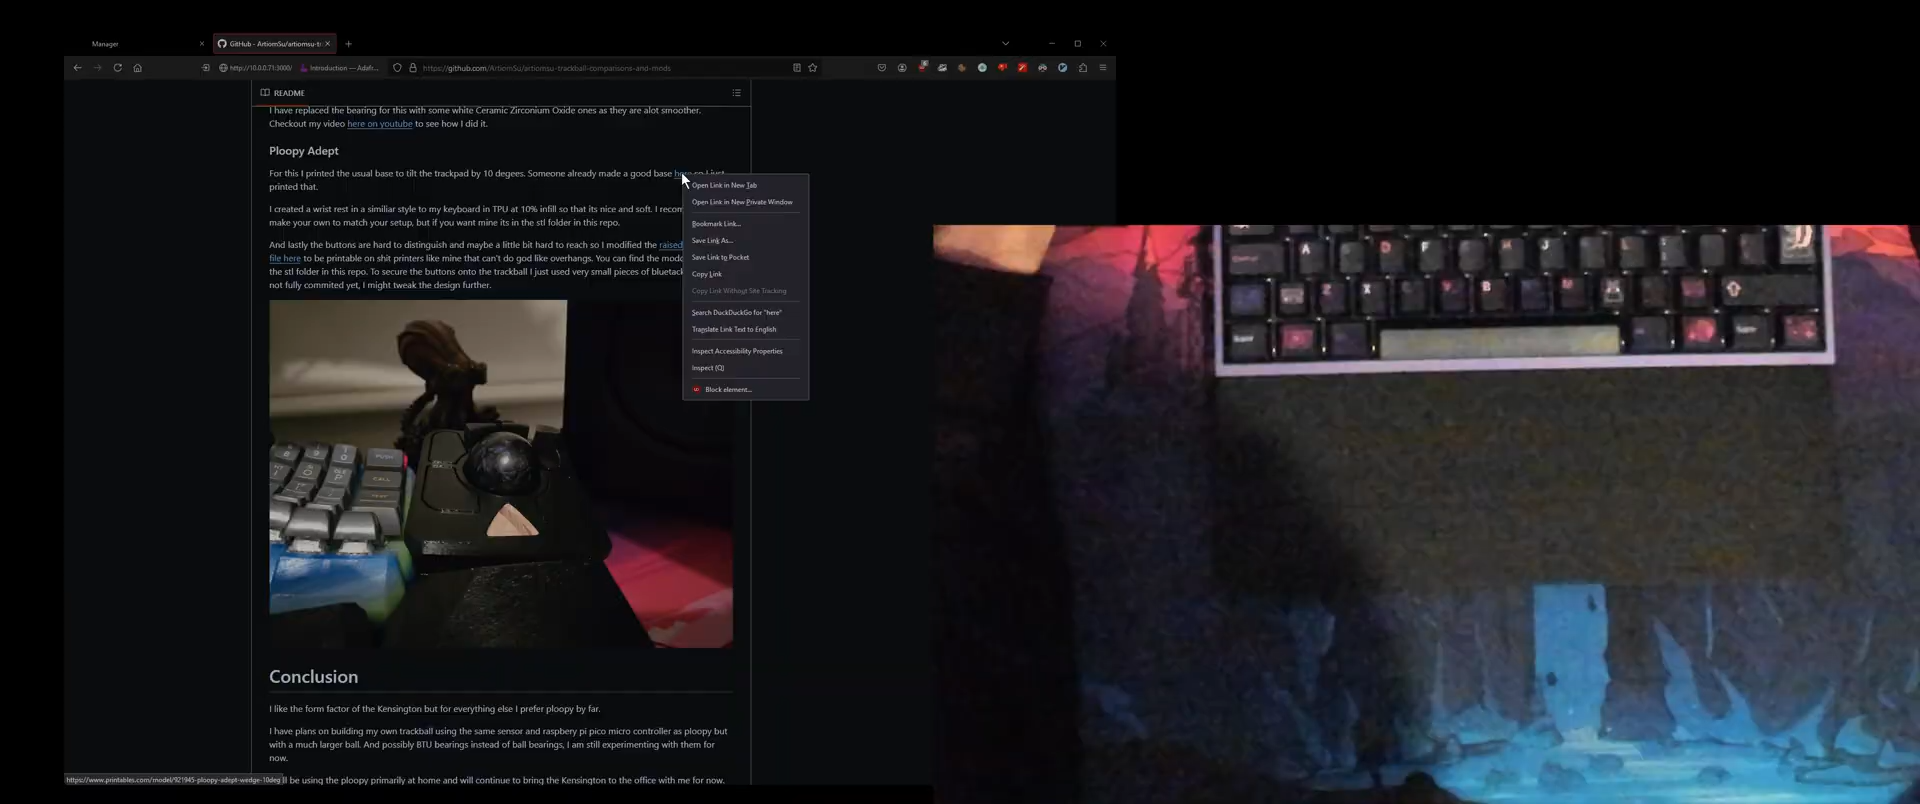 Manager
GitHub - ArtiomSu/artiomsu-tr
http://10.0.0.71:3000/
Introduction — Adafr...
https://github.com/ArtiomSu/artiomsu-trackball-comparisons-and-mods
README
I have replaced the bearing for this with some white Ceramic Zirconium Oxide ones as they are alot smoother.
Checkout my video here on youtube to see how I did it.
Ploopy Adept
For this I printed the usual base to tilt the trackpad by 10 degees. Someone already made a good base here so I just
printed that.
I created a wrist rest in a similiar style to my keyboard in TPU at 10% infill so that its nice and soft. I recom
make your own to match your setup, but if you want mine its in the stl folder in this repo.
And lastly the buttons are hard to distinguish and maybe a little bit hard to reach so I modified the raised
file here to be printable on shit printers like mine that can't do god like overhangs. You can find the modc
the stl folder in this repo. To secure the buttons onto the trackball I just used very small pieces of bluetack
not fully commited yet, I might tweak the design further.
Open Link in New Tab
Open Link in New Private Window
Bookmark Link...
Save Link As...
Save Link to Pocket
Copy Link
Copy Link Without Site Tracking
Search DuckDuckGo for "here"
Translate Link Text to English
Inspect Accessibility Properties
Inspect (Q)
Block element...
Conclusion
I like the form factor of the Kensington but for everything else I prefer ploopy by far.
I have plans on building my own trackball using the same sensor and raspbery pi pico micro controller as ploopy but
with a much larger ball. And possibly BTU bearings instead of ball bearings, I am still experimenting with them for
now.
ll be using the ploopy primarily at home and will continue to bring the Kensington to the office with me for now.
https://www.printables.com/model/921945-ploopy-adept-wedge-10deg
A S D F G H J K L
Z X C V B N M